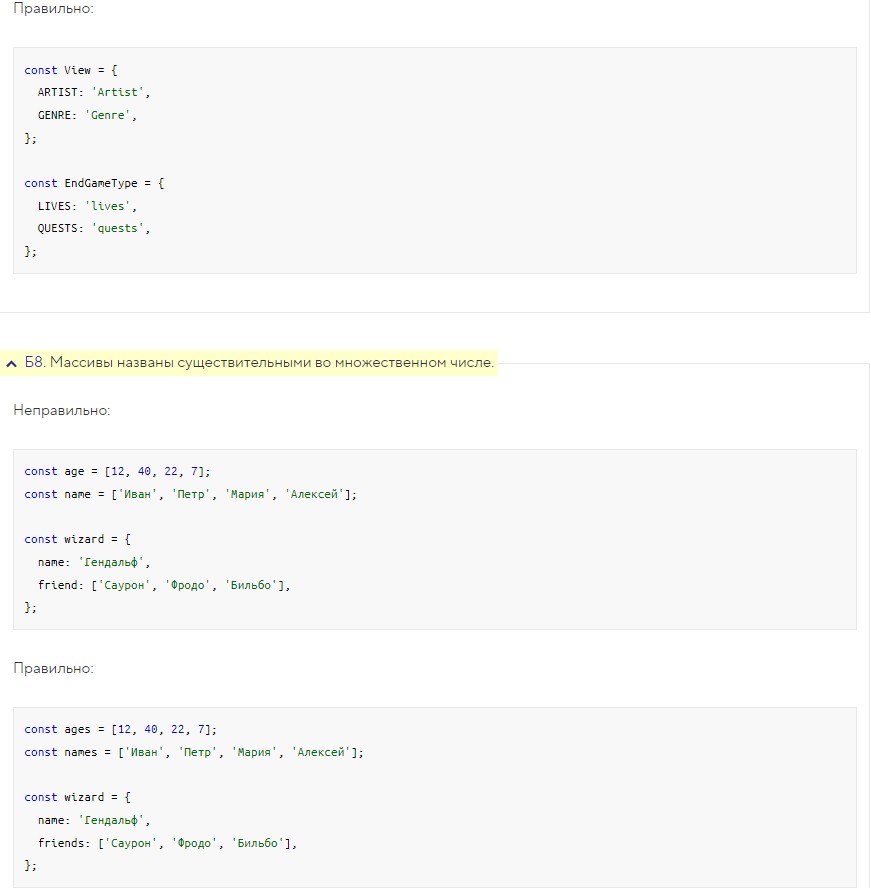 Правильно:
const View = {
  ARTIST: 'Artist',
  GENRE: 'Genre',
};
const EndGameType = {
  LIVES: 'lives',
  QUESTS: 'quests',
};
Б8. Массивы названы существительными во множественном числе.
Неправильно:
const age = [12, 40, 22, 7];
const name = ['Иван', 'Петр', 'Мария', 'Алексей'];
const wizard = {
  name: 'Гендальф',
  friend: ['Саурон', 'Фродо', 'Бильбо'],
};
Правильно:
const ages = [12, 40, 22, 7];
const names = ['Иван', 'Петр', 'Мария', 'Алексей'];
const wizard = {
  name: 'Гендальф',
  friends: ['Саурон', 'Фродо', 'Бильбо'],
};